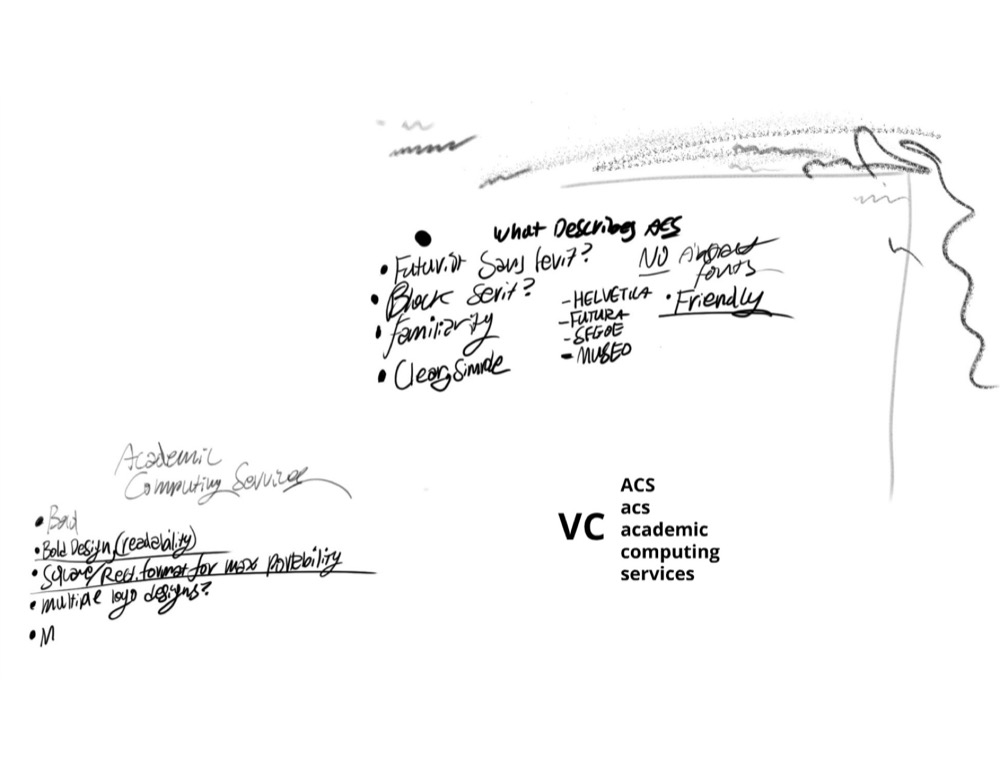 What Describes ACS
• Futurist Sans Serif?
• Block Serif?
• familiarity
• Clean, Simple
NO
fonts
- HELVETICA
- FUTURA
- SEGOE
- MUSEO
• Friendly
Academic
Computing Services
• Bold Design (readability)
• Square/Rect. format for max portability
• multiple logo designs?
• M
VC
ACS
acs
academic
computing
services